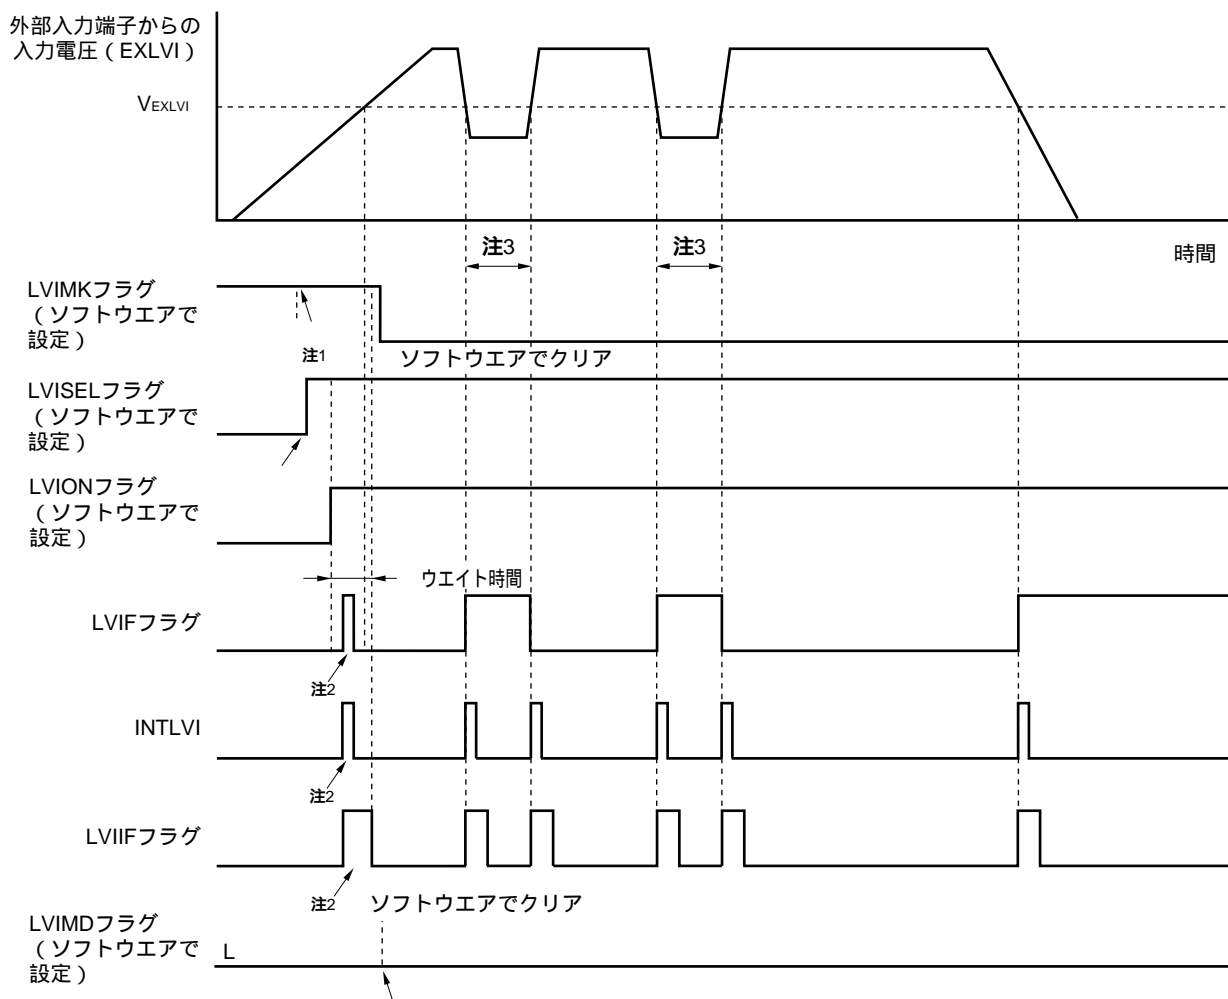 外部入力端子からの
入力電圧（EXLVI）
VEXLVI
注3
注3
時間
LVIMKフラグ
（ソフトウエアで
設定）
注1
ソフトウエアでクリア
LVISELフラグ
（ソフトウエアで
設定）
LVIONフラグ
（ソフトウエアで
設定）
ウエイト時間
LVIFフラグ
注2
INTLVI
注2
LVIIFフラグ
注2
ソフトウエアでクリア
LVIMDフラグ
（ソフトウエアで
設定）
L